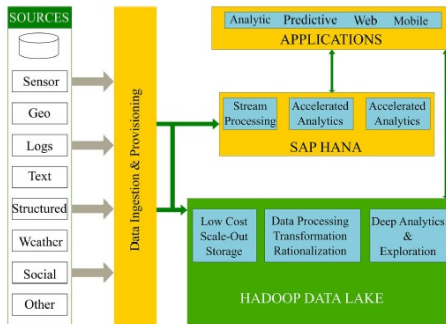 SOURCES
Sensor
Geo
Logs
Text
Structured
Weather
Social
Other
Data Ingestion & Provisioning
Analytic Predictive Web Mobile
APPLICATIONS
Stream
Processing
Accelerated
Analytics
Accelerated
Analytics
SAP HANA
Low Cost
Scale-Out
Storage
Data Processing
Transformation
Rationalization
Deep Analytics
&
Exploration
HADOOP DATA LAKE